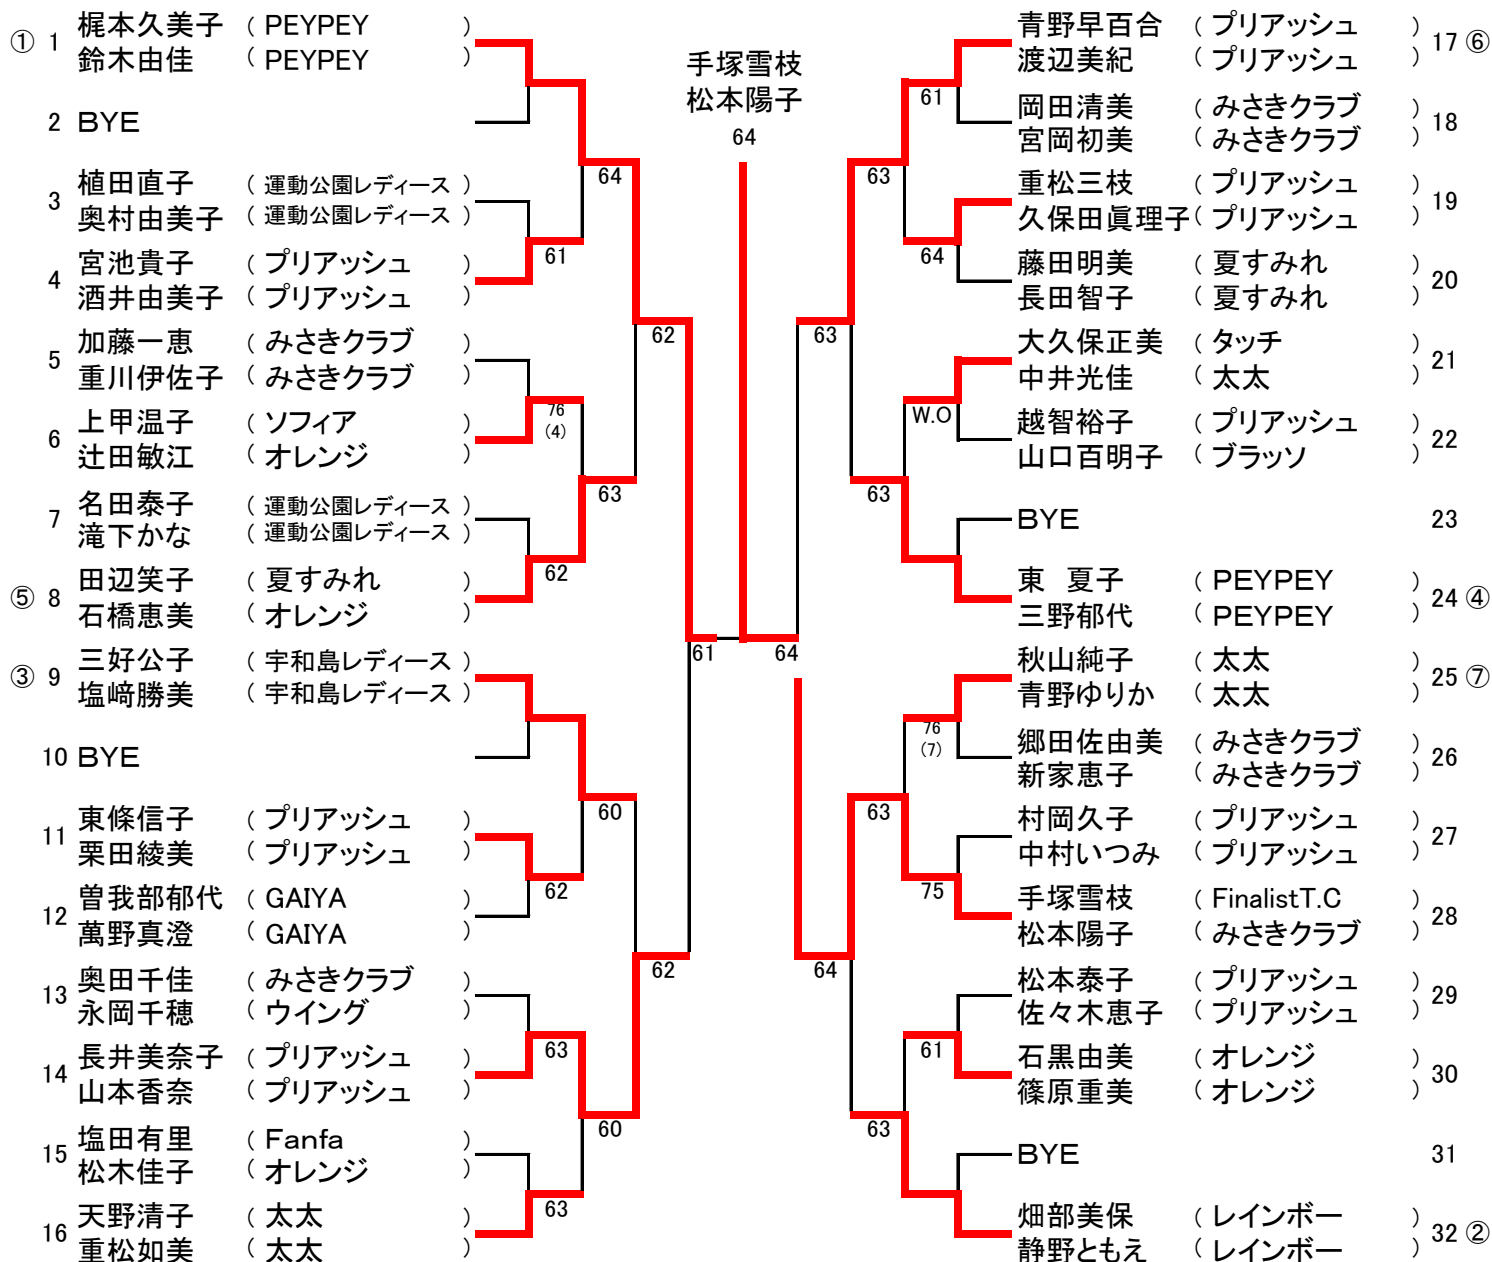 手塚雪枝
松本陽子
64
① 1 梶本久美子 ( PEYPEY )
鈴木由佳 ( PEYPEY )
2 BYE
3 植田直子 ( 運動公園レディース )
奥村由美子 ( 運動公園レディース )
4 宮池貴子 ( プリアッシュ )
酒井由美子 ( プリアッシュ )
5 加藤一恵 ( みさきクラブ )
重川伊佐子 ( みさきクラブ )
6 上甲温子 ( ソフィア )
辻田敏江 ( オレンジ )
7 名田泰子 ( 運動公園レディース )
滝下かな ( 運動公園レディース )
⑤ 8 田辺笑子 ( 夏すみれ )
石橋恵美 ( オレンジ )
③ 9 三好公子 ( 宇和島レディース )
塩﨑勝美 ( 宇和島レディース )
10 BYE
11 東條信子 ( プリアッシュ )
栗田綾美 ( プリアッシュ )
12 曽我部郁代 ( GAIYA )
萬野真澄 ( GAIYA )
13 奥田千佳 ( みさきクラブ )
永岡千穂 ( ウイング )
14 長井美奈子 ( プリアッシュ )
山本香奈 ( プリアッシュ )
15 塩田有里 ( Fanfa )
松木佳子 ( オレンジ )
16 天野清子 ( 太太 )
重松如美 ( 太太 )
61
76
(4)
62
62
63
63
64
63
60
60
62
62
61
64
青野早百合 ( プリアッシュ ) 17 ⑥
渡辺美紀 ( プリアッシュ )
岡田清美 ( みさきクラブ ) 18
宮岡初美 ( みさきクラブ )
重松三枝 ( プリアッシュ ) 19
久保田眞理子 ( プリアッシュ )
藤田明美 ( 夏すみれ ) 20
長田智子 ( 夏すみれ )
大久保正美 ( タッチ ) 21
中井光佳 ( 太太 )
越智裕子 ( プリアッシュ ) 22
山口百明子 ( ブラッソ )
BYE 23
東 夏子 ( PEYPEY ) 24 ④
三野郁代 ( PEYPEY )
秋山純子 ( 太太 ) 25 ⑦
青野ゆりか ( 太太 )
郷田佐由美 ( みさきクラブ ) 26
新家恵子 ( みさきクラブ )
村岡久子 ( プリアッシュ ) 27
中村いつみ ( プリアッシュ )
手塚雪枝 ( FinalistT.C ) 28
松本陽子 ( みさきクラブ )
松本泰子 ( プリアッシュ ) 29
佐々木恵子 ( プリアッシュ )
石黒由美 ( オレンジ ) 30
篠原重美 ( オレンジ )
BYE 31
畑部美保 ( レインボー ) 32 ②
静野ともえ ( レインボー )
61
64
W.O
76
(7)
75
61
63
63
63
63
63
64